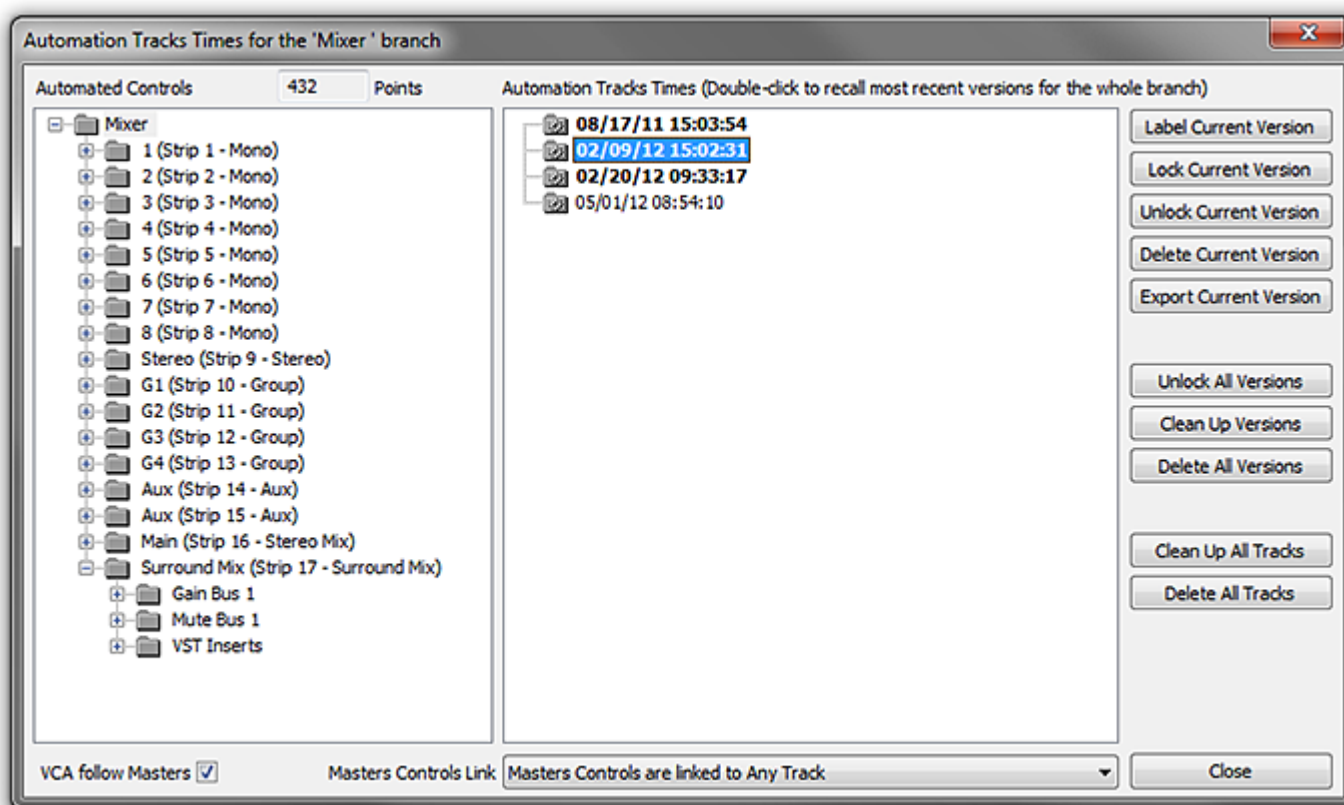 Automation Tracks Times for the 'Mixer ' branch
Automated Controls 432 Points
Automation Tracks Times (Double-click to recall most recent versions for the whole branch)
Mixer
1 (Strip 1 - Mono)
2 (Strip 2 - Mono)
3 (Strip 3 - Mono)
4 (Strip 4 - Mono)
5 (Strip 5 - Mono)
6 (Strip 6 - Mono)
7 (Strip 7 - Mono)
8 (Strip 8 - Mono)
Stereo (Strip 9 - Stereo)
G1 (Strip 10 - Group)
G2 (Strip 11 - Group)
G3 (Strip 12 - Group)
G4 (Strip 13 - Group)
Aux (Strip 14 - Aux)
Aux (Strip 15 - Aux)
Main (Strip 16 - Stereo Mix)
Surround Mix (Strip 17 - Surround Mix)
Gain Bus 1
Mute Bus 1
VST Inserts
08/17/11 15:03:54
02/09/12 15:02:31
02/20/12 09:33:17
05/01/12 08:54:10
Label Current Version
Lock Current Version
Unlock Current Version
Delete Current Version
Export Current Version
Unlock All Versions
Clean Up Versions
Delete All Versions
Clean Up All Tracks
Delete All Tracks
VCA follow Masters
Masters Controls Link Masters Controls are linked to Any Track
Close